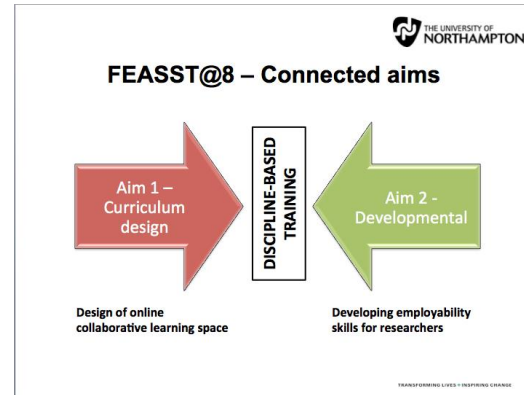 THE UNIVERSITY OF
NORTHAMPTON
FEASST@8 – Connected aims
Aim 1 –
Curriculum
design
DISCIPLINE-BASED
TRAINING
Aim 2 -
Developmental
Design of online
collaborative learning space
Developing employability
skills for researchers
TRANSFORMING LIVES • INSPIRING CHANGE